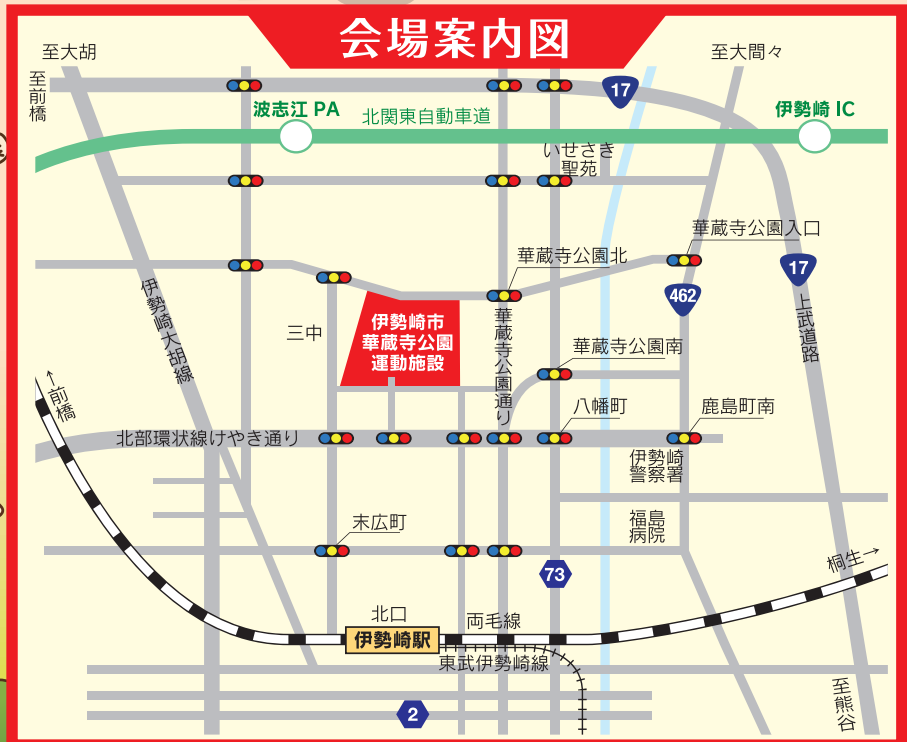 会場案内図
至大胡
至大間々
至前橋
17
波志江 PA
北関東自動車道
伊勢崎 IC
いせさき
聖苑
華蔵寺公園入口
華蔵寺公園北
17
462
伊勢崎大胡線
上武道路
三中
伊勢崎市
華蔵寺公園
運動施設
華蔵寺公園通り
華蔵寺公園南
←前橋
八幡町
鹿島町南
北部環状線けやき通り
伊勢崎
警察署
福島
病院
末広町
73
桐生→
北口
両毛線
伊勢崎駅
東武伊勢崎線
至熊谷
2